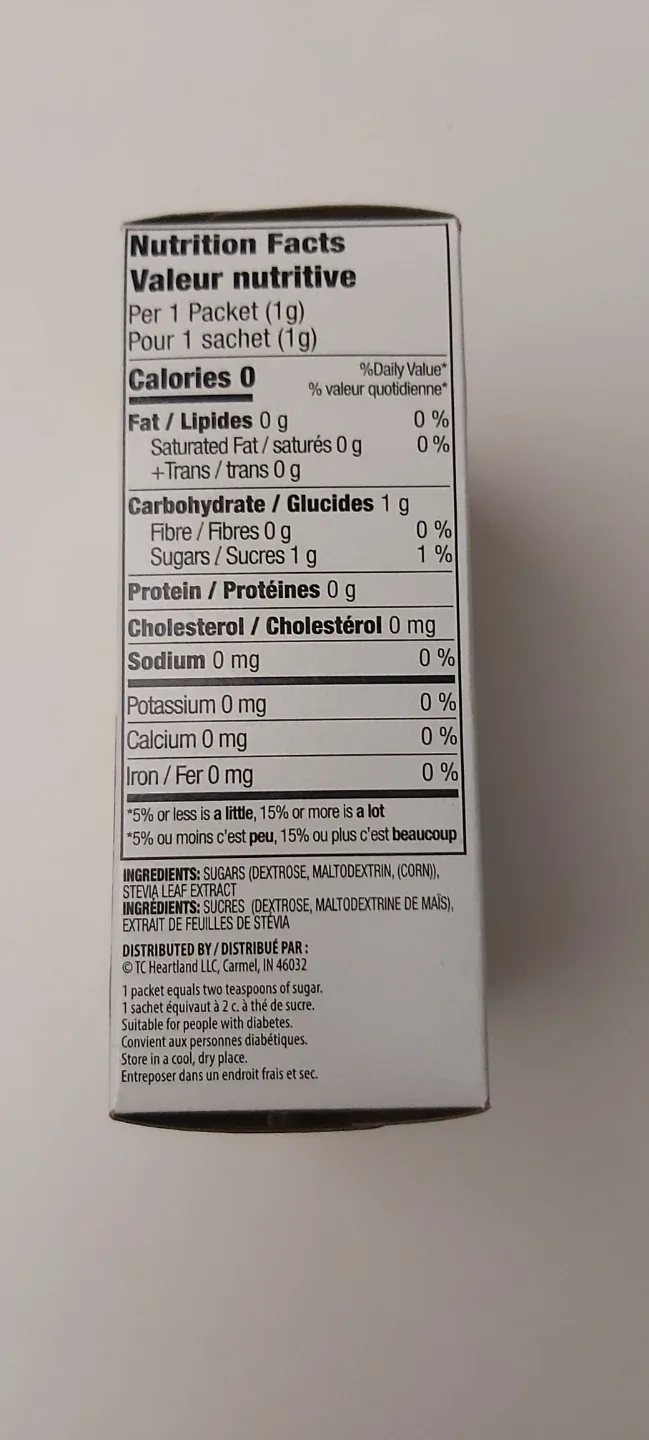 Nutrition Facts
Valeur nutritive
Per 1 Packet (1g)
Pour 1 sachet (1g)
Calories 0
%Daily Value*
% valeur quotidienne*
Fat / Lipides 0 g 0 %
Saturated Fat / saturés 0 g 0 %
+Trans / trans 0 g
Carbohydrate / Glucides 1 g
Fibre / Fibres 0 g 0 %
Sugars / Sucres 1 g 1 %
Protein / Protéines 0 g
Cholesterol / Cholestérol 0 mg
Sodium 0 mg 0 %
Potassium 0 mg 0 %
Calcium 0 mg 0 %
Iron / Fer 0 mg 0 %
*5% or less is a little, 15% or more is a lot
*5% ou moins c'est peu, 15% ou plus c'est beaucoup
INGREDIENTS: SUGARS (DEXTROSE, MALTODEXTRIN, (CORN)),
STEVIA LEAF EXTRACT
INGRÉDIENTS: SUCRES (DEXTROSE, MALTODEXTRINE DE MAÏS),
EXTRAIT DE FEUILLES DE STÉVIA
DISTRIBUTED BY / DISTRIBUÉ PAR :
© TC Heartland LLC, Carmel, IN 46032
1 packet equals two teaspoons of sugar.
1 sachet équivaut à 2 c. à thé de sucre.
Suitable for people with diabetes.
Convient aux personnes diabétiques.
Store in a cool, dry place.
Entreposer dans un endroit frais et sec.